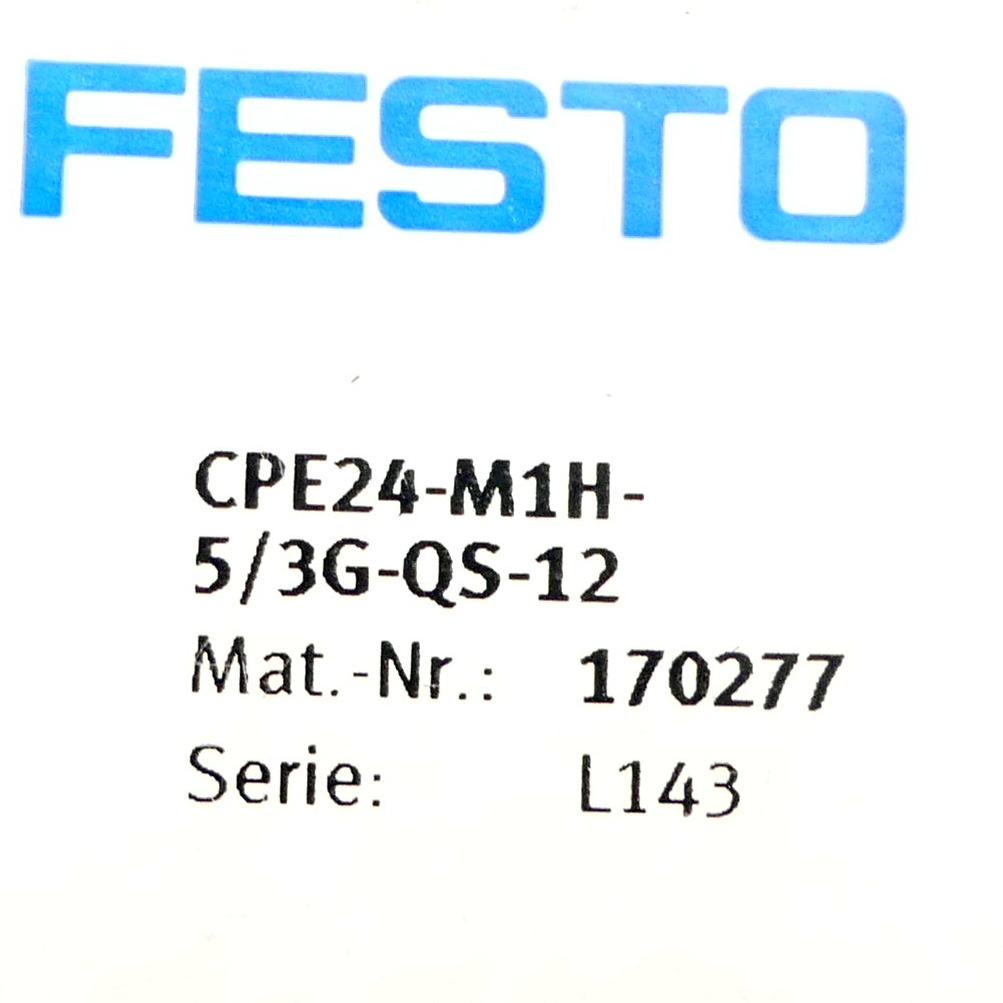 FESTO
CPE24-M1H-
5/3G-QS-12
Mat.-Nr.: 170277
Serie: L143